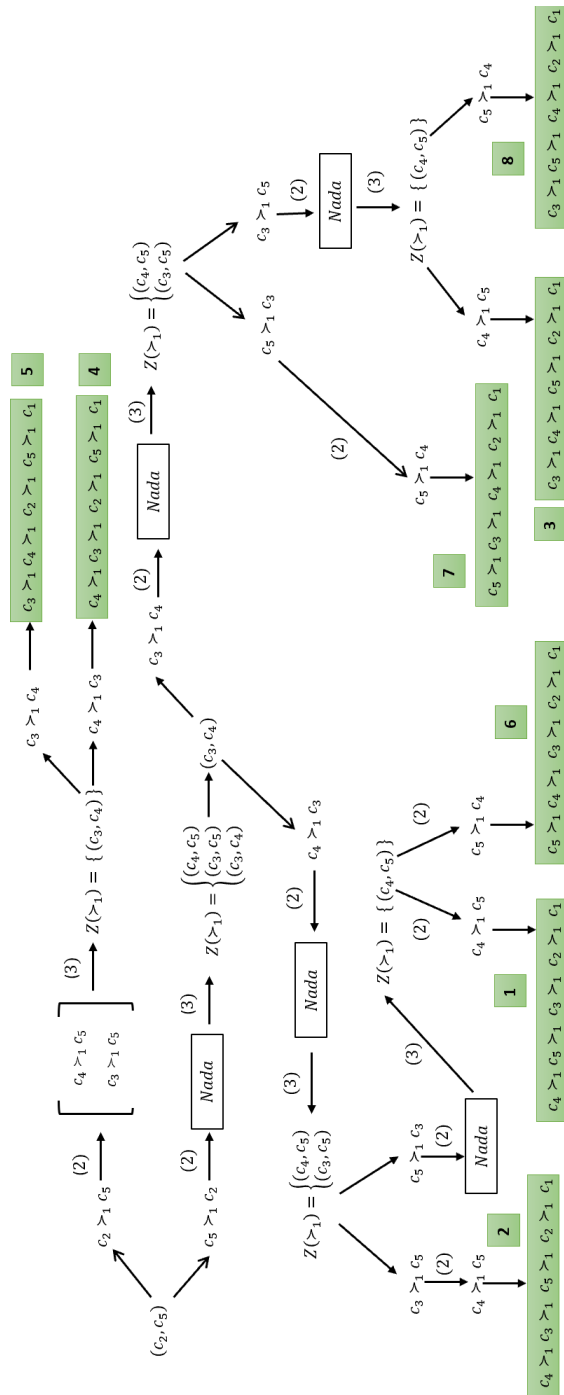 c₃ ≻₁ c₄
c₃ ≻₁ c₄ ≻₁ c₂ ≻₁ c₅ ≻₁ c₁
5
(2)
c₄ ≻₁ c₅
c₃ ≻₁ c₅
(3)
Z(≻₁) = { (c₃, c₄) }
c₄ ≻₁ c₃
c₄ ≻₁ c₃ ≻₁ c₂ ≻₁ c₅ ≻₁ c₁
4
c₂ ≻₁ c₅
(c₂, c₅)
c₅ ≻₁ c₂
(2)
Nada
(3)
Z(≻₁) = {(c₄, c₅)
(c₃, c₅)
(c₃, c₄)
(c₃, c₄)
c₃ ≻₁ c₄
(2)
Nada
(3)
Z(≻₁) = {(c₄, c₅)
(c₃, c₅)
c₄ ≻₁ c₃
(2)
Nada
(3)
Z(≻₁) = {(c₄, c₅)
(c₃, c₅)
c₅ ≻₁ c₃
c₃ ≻₁ c₅
(2)
(2)
Nada
(3)
Z(≻₁) = { (c₄, c₅) }
c₃ ≻₁ c₅
c₅ ≻₁ c₃
(2)
(2)
c₄ ≻₁ c₅
Nada
(3)
Z(≻₁) = { (c₄, c₅) }
(2)
(2)
c₄ ≻₁ c₅
c₅ ≻₁ c₄
c₅ ≻₁ c₄
c₄ ≻₁ c₅
c₅ ≻₁ c₄
7
c₅ ≻₁ c₃ ≻₁ c₄ ≻₁ c₂ ≻₁ c₁
2
1
6
8
c₄ ≻₁ c₃ ≻₁ c₅ ≻₁ c₂ ≻₁ c₁
c₄ ≻₁ c₅ ≻₁ c₃ ≻₁ c₂ ≻₁ c₁
c₅ ≻₁ c₄ ≻₁ c₃ ≻₁ c₂ ≻₁ c₁
3
c₃ ≻₁ c₄ ≻₁ c₅ ≻₁ c₂ ≻₁ c₁
c₃ ≻₁ c₅ ≻₁ c₄ ≻₁ c₂ ≻₁ c₁